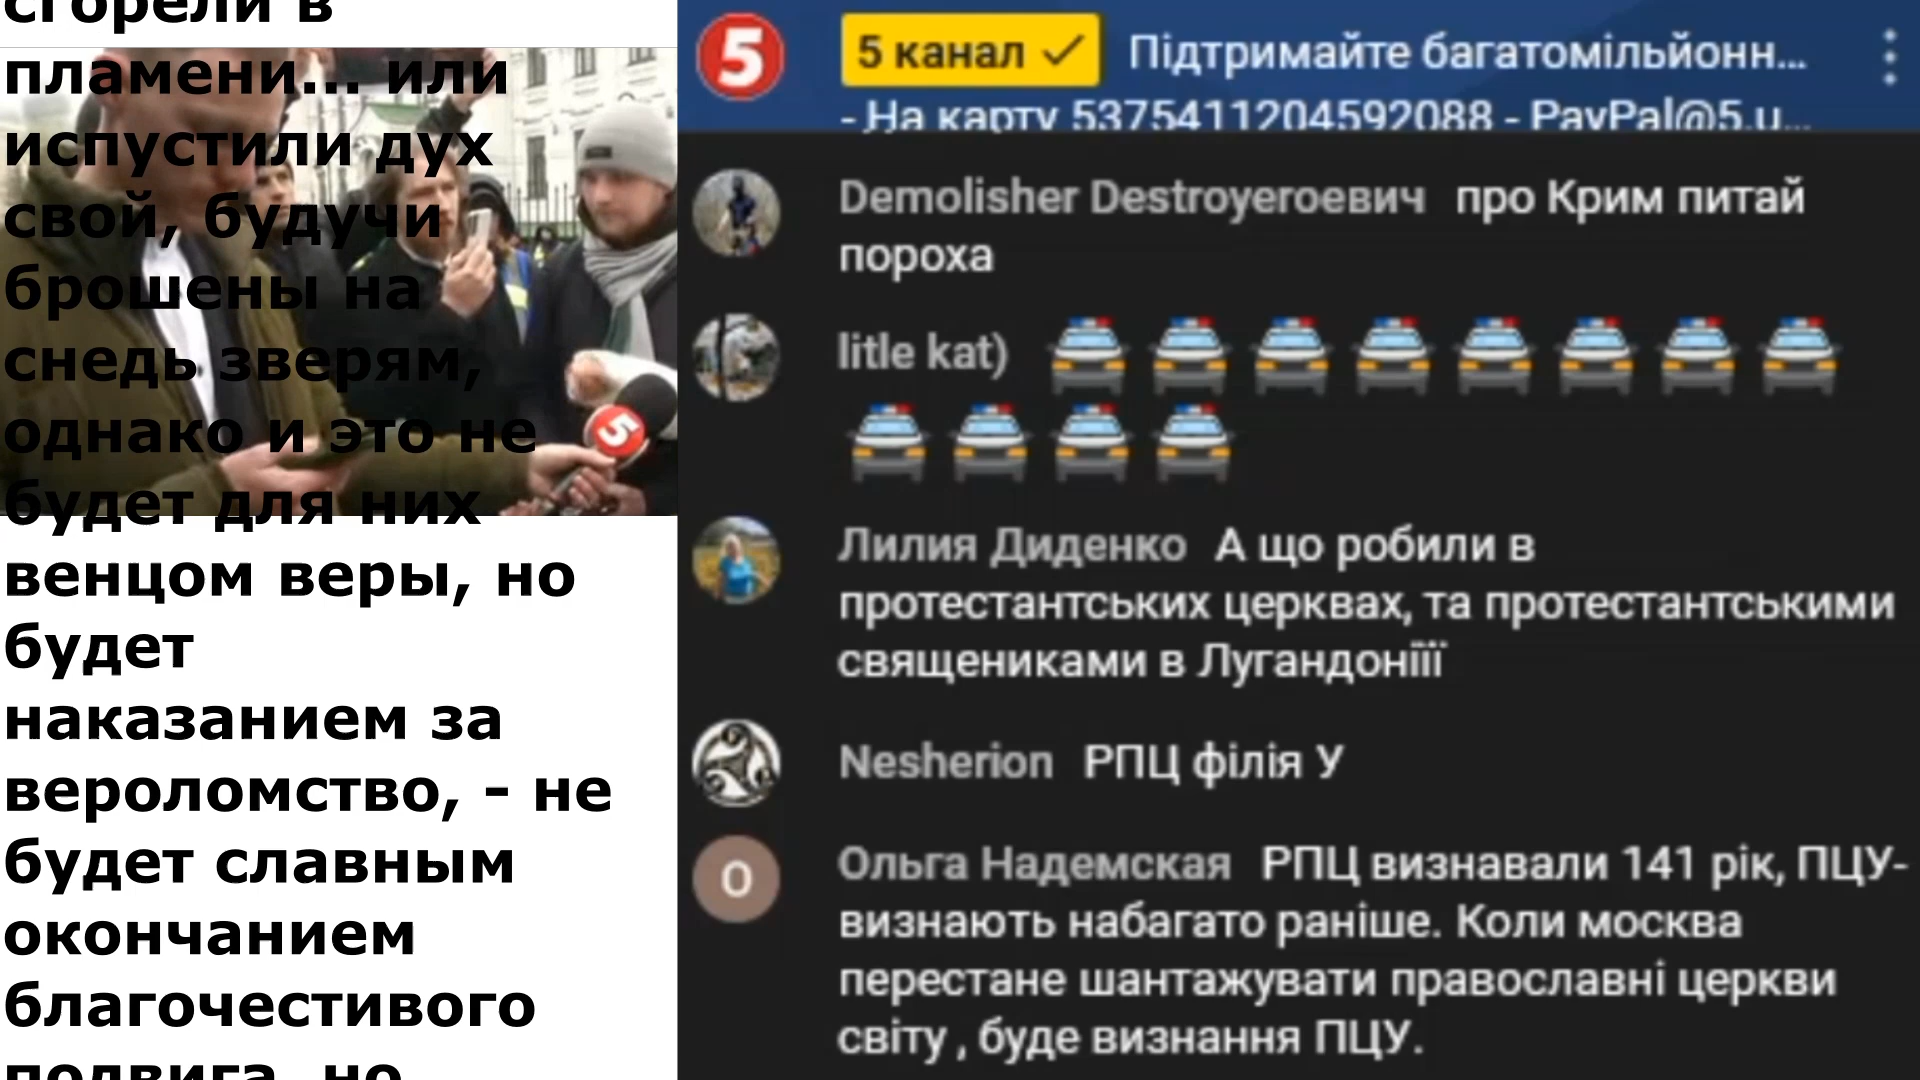 сгорели в
пламени... или
испустили дух
свой, будучи
брошены на
снедь зверям,
однако и это не
будет для них
венцом веры, но
будет
наказанием за
вероломство, - не
будет славным
окончанием
благочестивого
подвига, но
5
5
5 канал Підтримайте багатомільйонн...
- На карту 5375411204592088 - PayPal@5.u...
Demolisher Destroyeroевич про Крим питай
пороха
litle kat)
Лилия Диденко А що робили в
протестантських церквах, та протестантськими
священиками в Лугандоніїї
Nesherion РПЦ філія У
О
Ольга Надемская РПЦ визнавали 141 рік, ПЦУ-
визнають набагато раніше. Коли москва
перестане шантажувати православні церкви
світу , буде визнання ПЦУ.